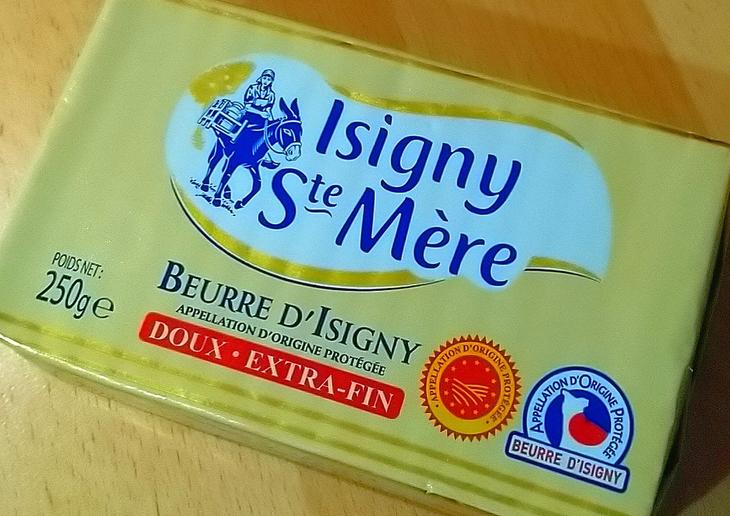 Isigny
Ste Mère
POIDS NET:
250g e
BEURRE D'ISIGNY
APPELLATION D'ORIGINE PROTÉGÉE
DOUX • EXTRA-FIN
• APPELLATION D'ORIGINE PROTÉGÉE •
APPELLATION D'ORIGINE PROTÉGÉE
BEURRE D'ISIGNY